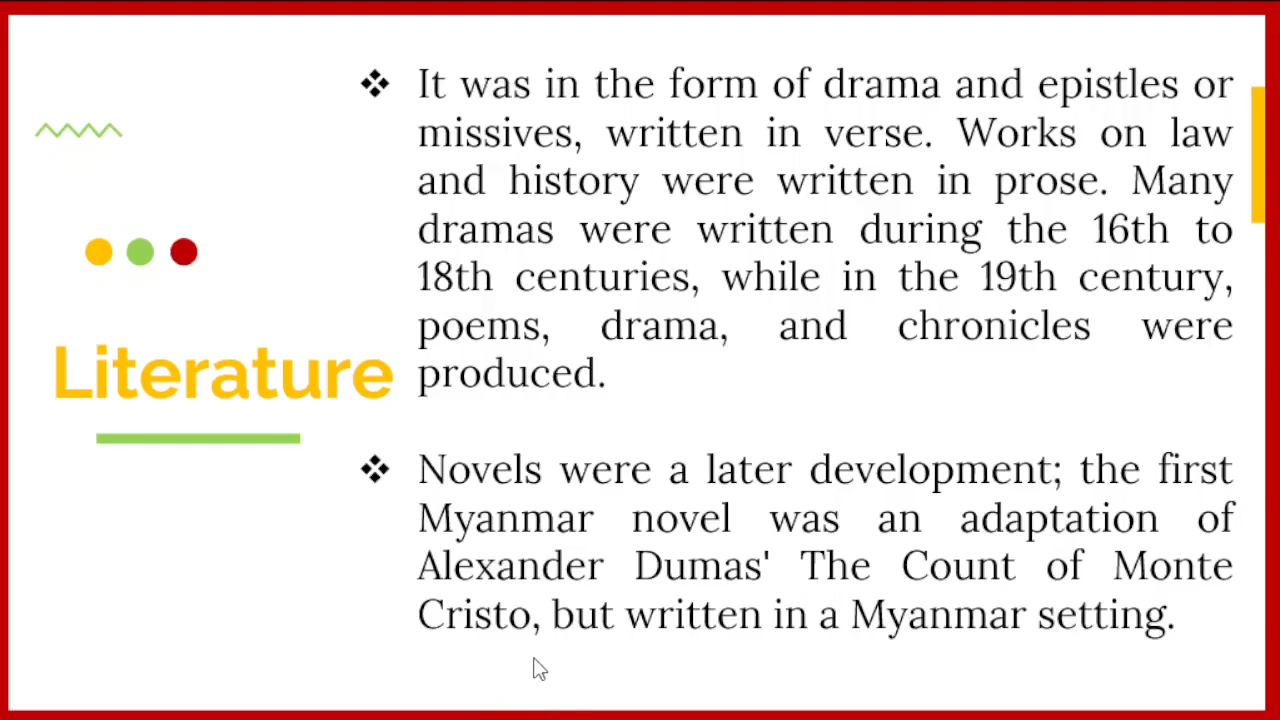 Literature
❖ It was in the form of drama and epistles or
missives, written in verse. Works on law
and history were written in prose. Many
dramas were written during the 16th to
18th centuries, while in the 19th century,
poems, drama, and chronicles were
produced.
❖ Novels were a later development; the first
Myanmar novel was an adaptation of
Alexander Dumas' The Count of Monte
Cristo, but written in a Myanmar setting.